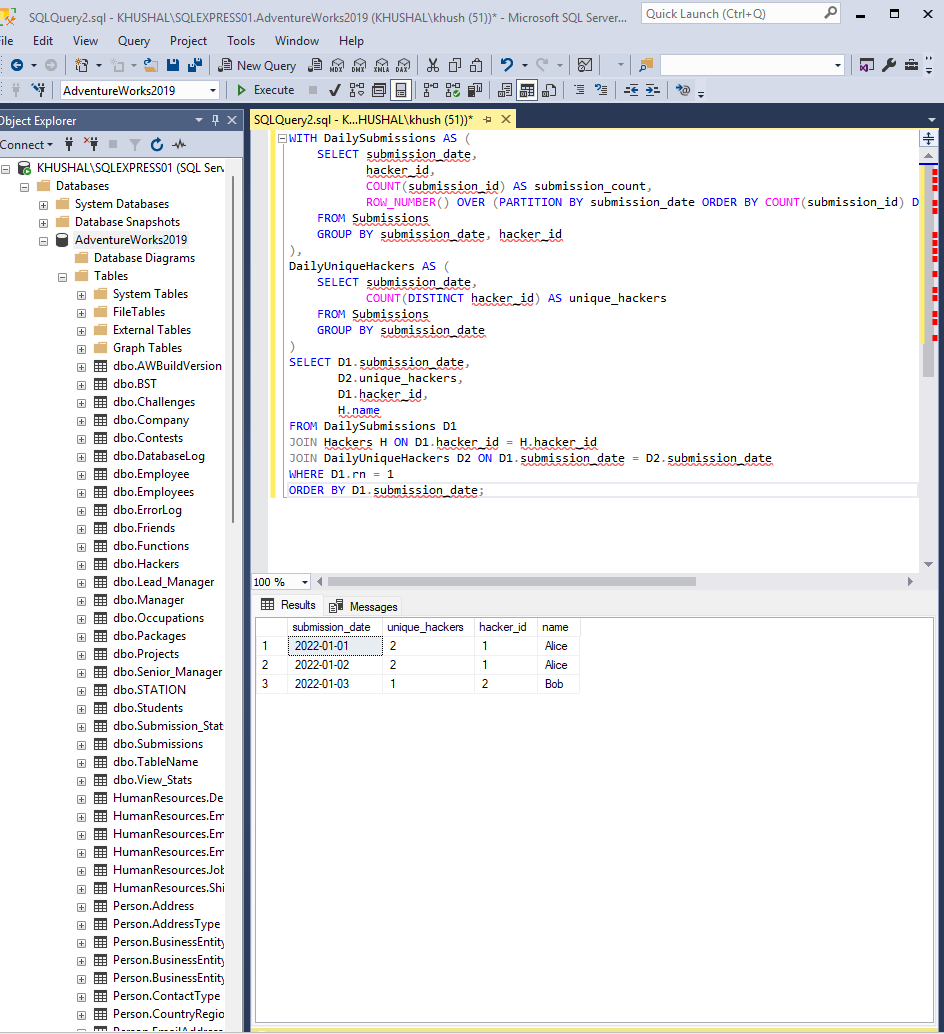 SQLQuery2.sql - KHUSHAL\SQLEXPRESS01.AdventureWorks2019 (KHUSHAL\khush (51))* - Microsoft SQL Server...
Quick Launch (Ctrl+Q)
ile Edit View Query Project Tools Window Help
New Query MDX DMX XMLA DAX
AdventureWorks2019 Execute
Object Explorer
SQLQuery2.sql - K...HUSHAL\khush (51))*
Connect
KHUSHAL\SQLEXPRESS01 (SQL Serv
Databases
System Databases
Database Snapshots
AdventureWorks2019
Database Diagrams
Tables
System Tables
FileTables
External Tables
Graph Tables
dbo.AWBuildVersion
dbo.BST
dbo.Challenges
dbo.Company
dbo.Contests
dbo.DatabaseLog
dbo.Employee
dbo.Employees
dbo.ErrorLog
dbo.Friends
dbo.Functions
dbo.Hackers
dbo.Lead_Manager
dbo.Manager
dbo.Occupations
dbo.Packages
dbo.Projects
dbo.Senior_Manager
dbo.STATION
dbo.Students
dbo.Submission_Stat
dbo.Submissions
dbo.TableName
dbo.View_Stats
HumanResources.De
HumanResources.Em
HumanResources.Em
HumanResources.Em
HumanResources.Job
HumanResources.Shi
Person.Address
Person.AddressType
Person.BusinessEntity
Person.BusinessEntity
Person.BusinessEntity
Person.ContactType
Person.CountryRegio
Person.EmailAddress
WITH DailySubmissions AS (
SELECT submission_date,
hacker_id,
COUNT(submission_id) AS submission_count,
ROW_NUMBER() OVER (PARTITION BY submission_date ORDER BY COUNT(submission_id) D
FROM Submissions
GROUP BY submission_date, hacker_id
),
DailyUniqueHackers AS (
SELECT submission_date,
COUNT(DISTINCT hacker_id) AS unique_hackers
FROM Submissions
GROUP BY submission_date
)
SELECT D1.submission_date,
D2.unique_hackers,
D1.hacker_id,
H.name
FROM DailySubmissions D1
JOIN Hackers H ON D1.hacker_id = H.hacker_id
JOIN DailyUniqueHackers D2 ON D1.submission_date = D2.submission_date
WHERE D1.rn = 1
ORDER BY D1.submission_date;
100 %
Results Messages
submission_date unique_hackers hacker_id name
1 2022-01-01 2 1 Alice
2 2022-01-02 2 1 Alice
3 2022-01-03 1 2 Bob